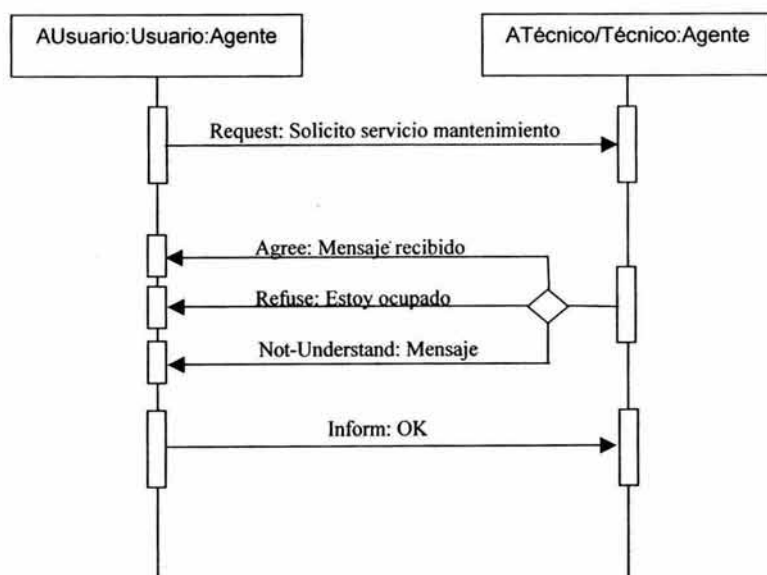 AUsuario:Usuario:Agente
ATécnico/Técnico:Agente
Request: Solicito servicio mantenimiento
Agree: Mensaje recibido
Refuse: Estoy ocupado
Not-Understand: Mensaje
Inform: OK